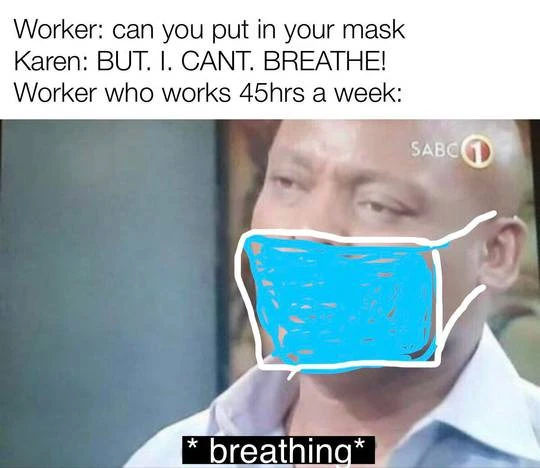 Worker: can you put in your mask
Karen: BUT. I. CANT. BREATHE!
Worker who works 45hrs a week:
SABC 1
* breathing*